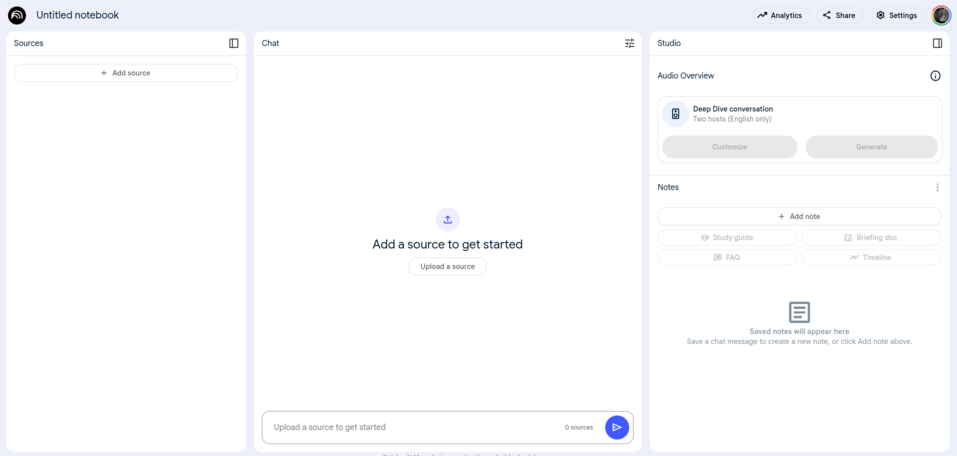 Untitled notebook
Analytics
Share
Settings
Sources
Add source
Chat
Add a source to get started
Upload a source
Upload a source to get started
0 sources
Studio
Audio Overview
Deep Dive conversation
Two hosts (English only)
Customize
Generate
Notes
Add note
Study guide
Briefing doc
FAQ
Timeline
Saved notes will appear here
Save a chat message to create a new note, or click Add note above.